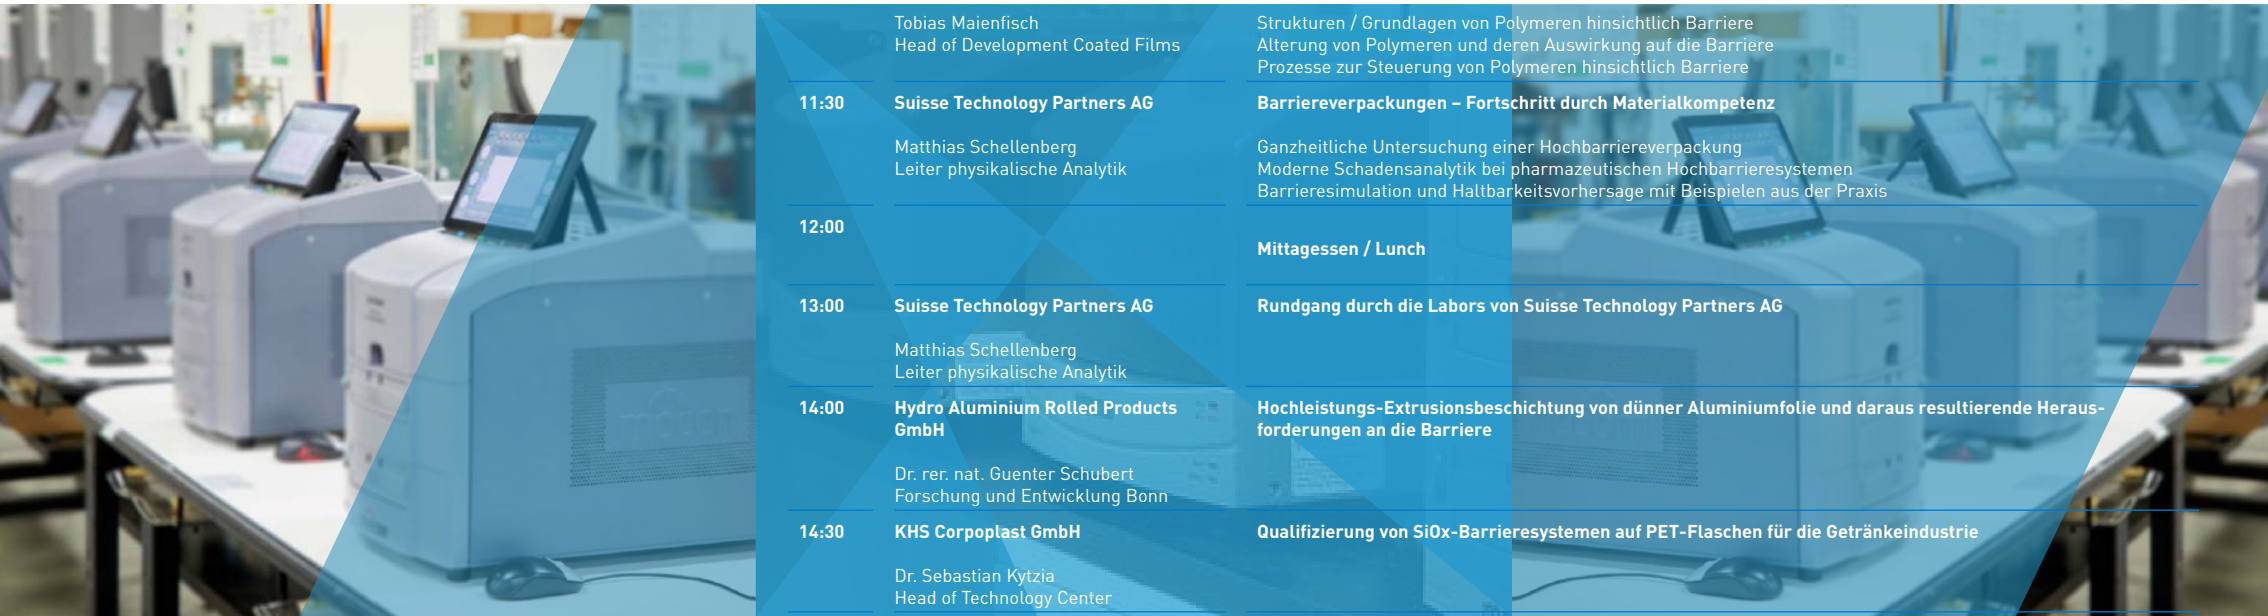 Tobias Maienfisch
Head of Development Coated Films
Strukturen / Grundlagen von Polymeren hinsichtlich Barriere
Alterung von Polymeren und deren Auswirkung auf die Barriere
Prozesse zur Steuerung von Polymeren hinsichtlich Barriere
11:30
Suisse Technology Partners AG
Barriereverpackungen – Fortschritt durch Materialkompetenz
Matthias Schellenberg
Leiter physikalische Analytik
Ganzheitliche Untersuchung einer Hochbarriereverpackung
Moderne Schadensanalytik bei pharmazeutischen Hochbarrieresystemen
Barrieresimulation und Haltbarkeitsvorhersage mit Beispielen aus der Praxis
12:00
Mittagessen / Lunch
13:00
Suisse Technology Partners AG
Rundgang durch die Labors von Suisse Technology Partners AG
Matthias Schellenberg
Leiter physikalische Analytik
14:00
Hydro Aluminium Rolled Products
GmbH
Hochleistungs-Extrusionsbeschichtung von dünner Aluminiumfolie und daraus resultierende Heraus-
forderungen an die Barriere
Dr. rer. nat. Guenter Schubert
Forschung und Entwicklung Bonn
14:30
KHS Corpoplast GmbH
Qualifizierung von SiOx-Barrieresystemen auf PET-Flaschen für die Getränkeindustrie
Dr. Sebastian Kytzia
Head of Technology Center